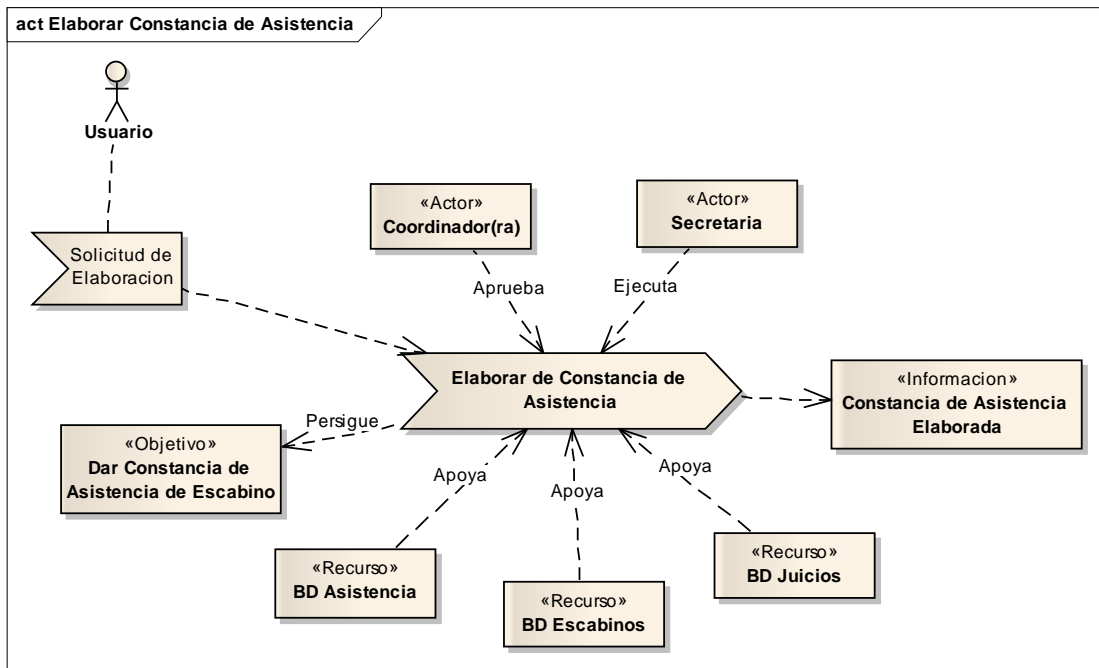 act Elaborar Constancia de Asistencia
Usuario
«Actor»
Coordinador(ra)
«Actor»
Secretaria
Solicitud de
Elaboracion
Aprueba
Ejecuta
Elaborar de Constancia de
Asistencia
«Informacion»
Constancia de Asistencia
Elaborada
Persigue
«Objetivo»
Dar Constancia de
Asistencia de Escabino
Apoya
Apoya
Apoya
«Recurso»
BD Asistencia
«Recurso»
BD Escabinos
«Recurso»
BD Juicios